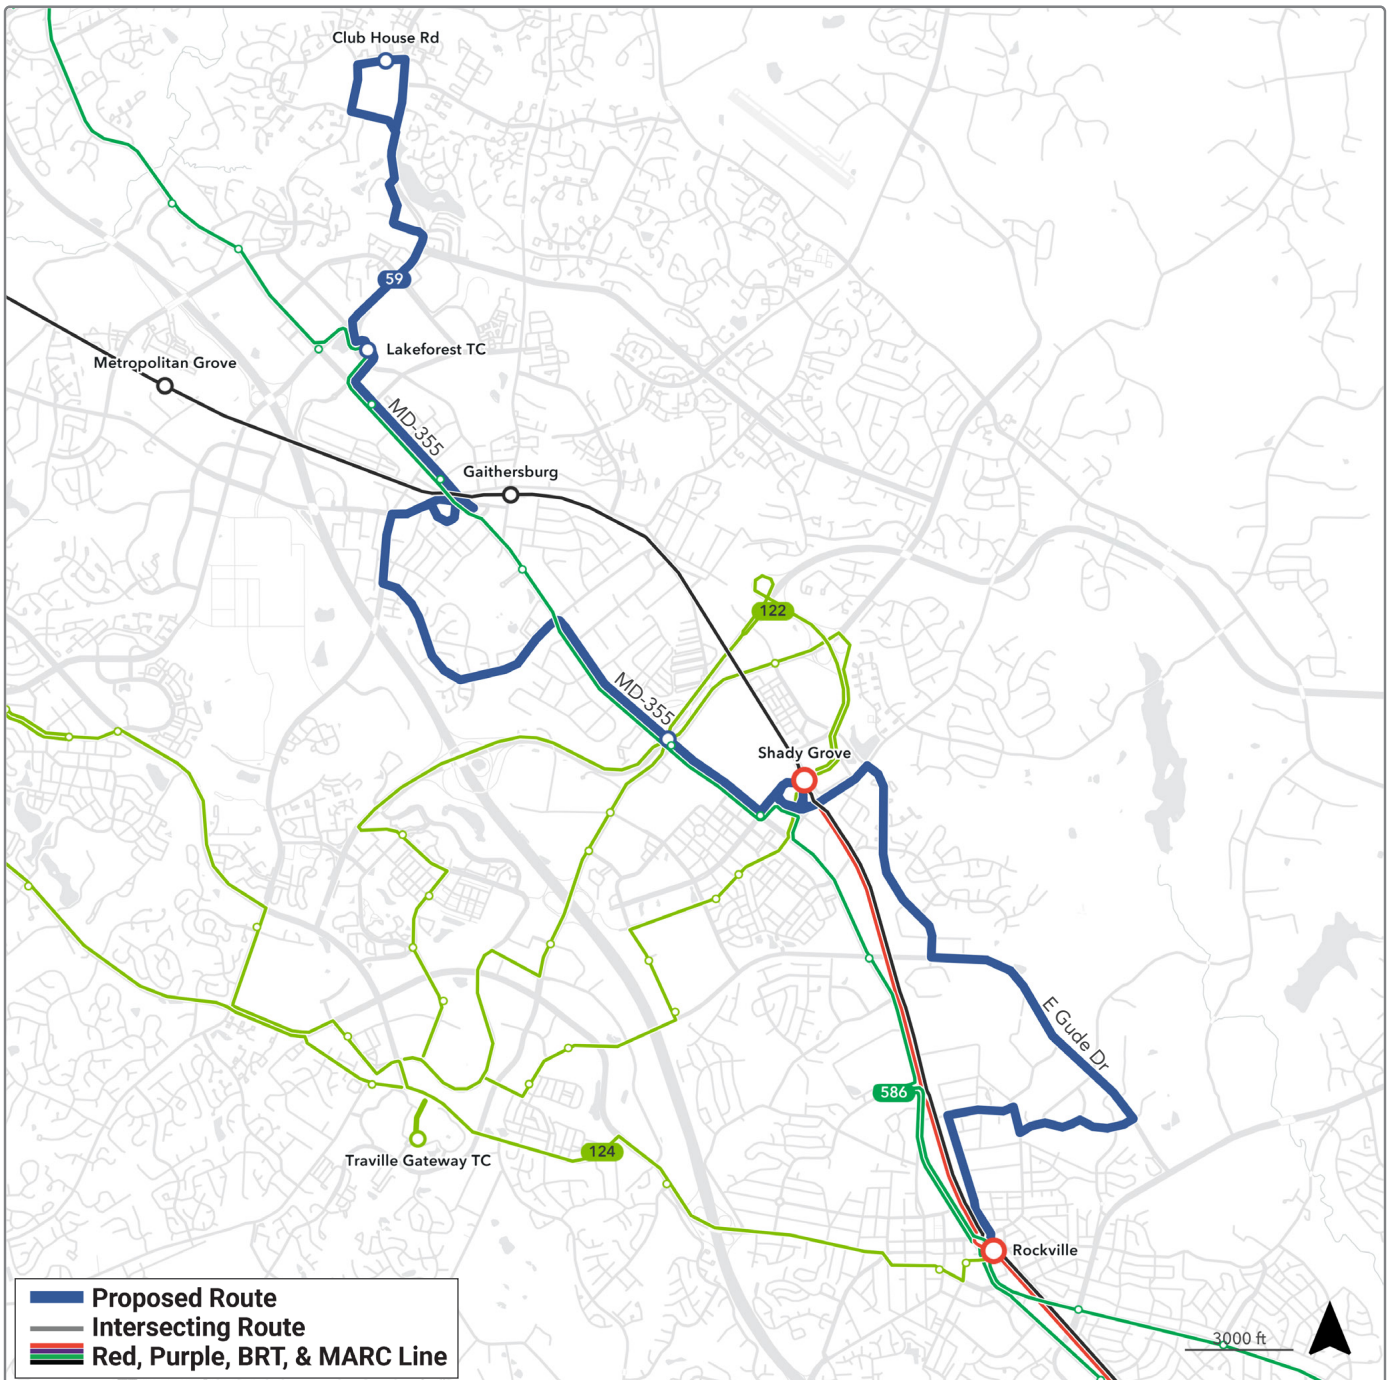 Club House Rd
59
Lakeforest TC
Metropolitan Grove
MD-355
Gaithersburg
122
MD-355
Shady Grove
E Gude Dr
586
124
Traville Gateway TC
Rockville
Proposed Route
Intersecting Route
Red, Purple, BRT, & MARC Line
3000 ft